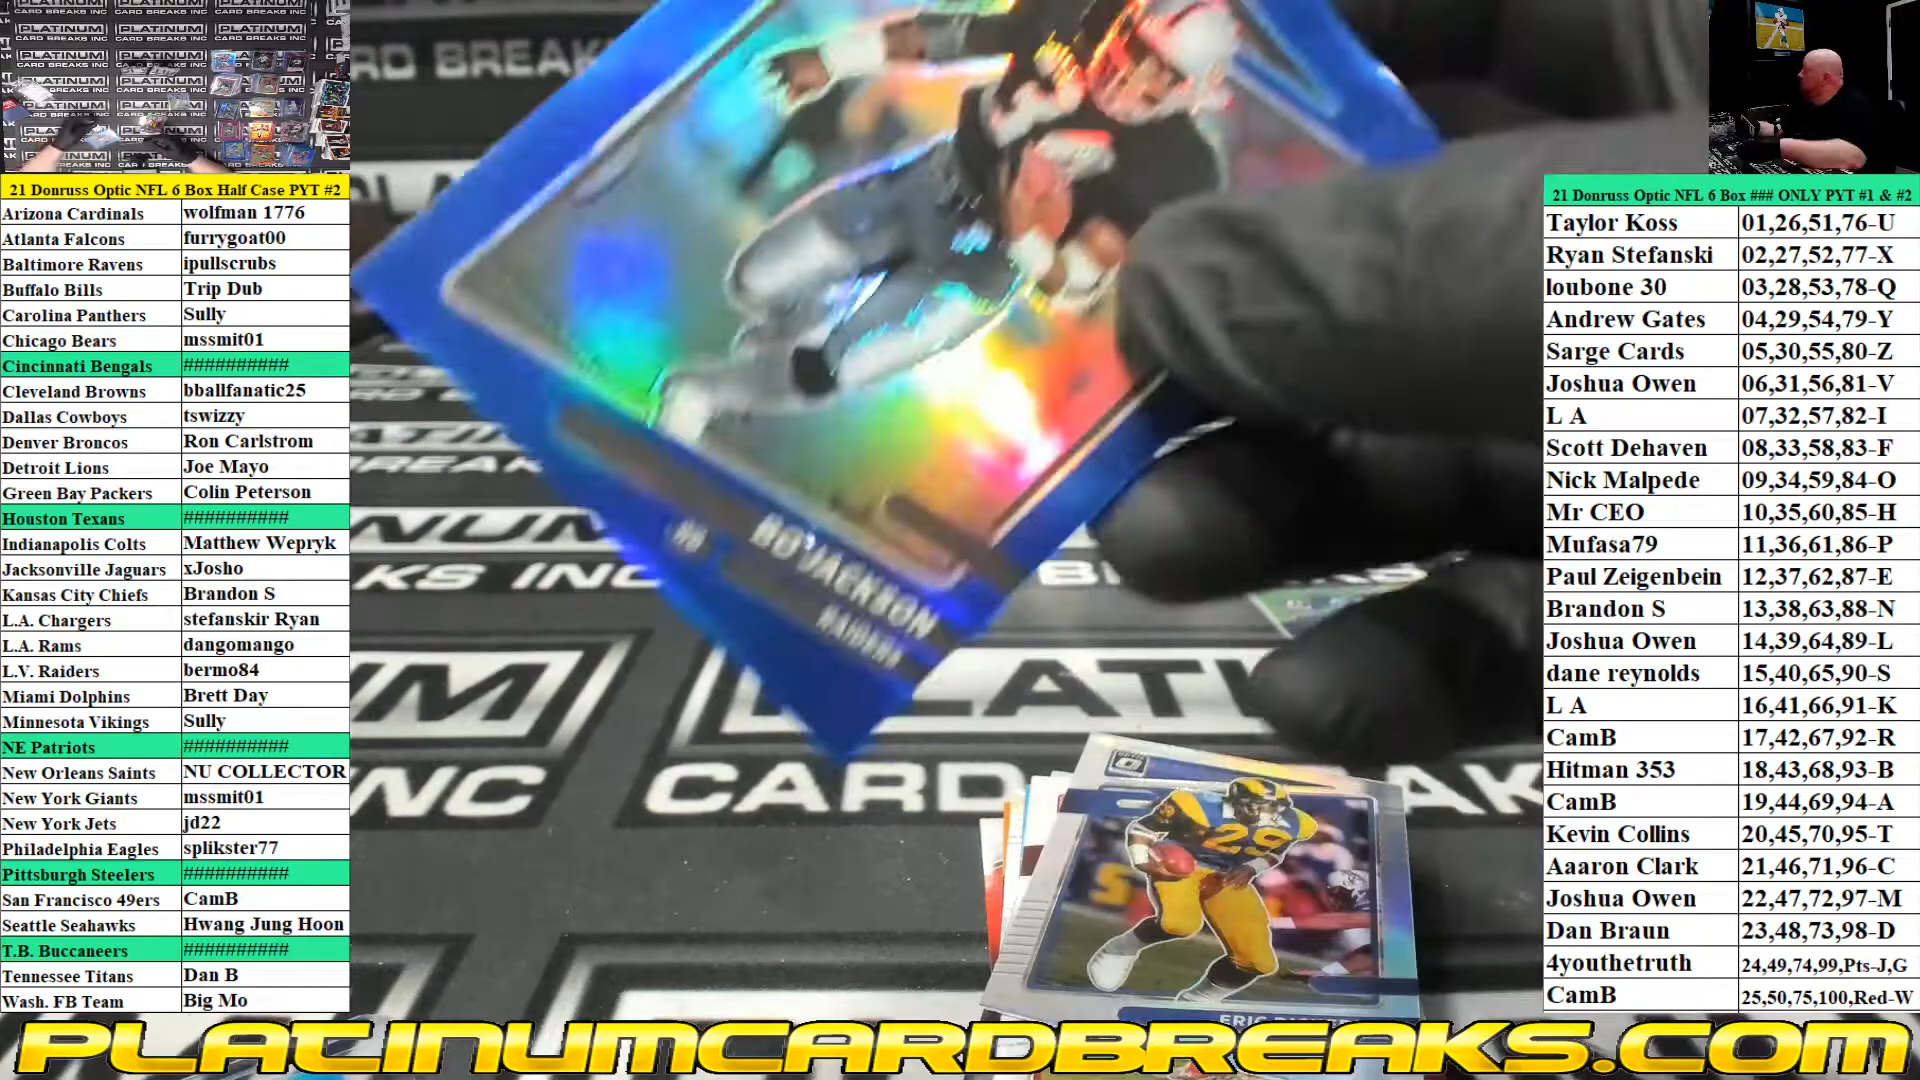 21 Donruss Optic NFL 6 Box Half Case PYT #2
Arizona Cardinals wolfman 1776
Atlanta Falcons furrygoat00
Baltimore Ravens ipullscrubs
Buffalo Bills Trip Dub
Carolina Panthers Sully
Chicago Bears mssmit01
Cincinnati Bengals ##########
Cleveland Browns bballfanatic25
Dallas Cowboys tswizzy
Denver Broncos Ron Carlstrom
Detroit Lions Joe Mayo
Green Bay Packers Colin Peterson
Houston Texans ##########
Indianapolis Colts Matthew Wepryk
Jacksonville Jaguars xJosho
Kansas City Chiefs Brandon S
L.A. Chargers stefanskir Ryan
L.A. Rams dangomango
L.V. Raiders bermo84
Miami Dolphins Brett Day
Minnesota Vikings Sully
NE Patriots ##########
New Orleans Saints NU COLLECTOR
New York Giants mssmit01
New York Jets jd22
Philadelphia Eagles splikster77
Pittsburgh Steelers ##########
San Francisco 49ers CamB
Seattle Seahawks Hwang Jung Hoon
T.B. Buccaneers ##########
Tennessee Titans Dan B
Wash. FB Team Big Mo
BO JACKSON
RAIDERS
RB
CARD BREAKS
29
ERIC
21 Donruss Optic NFL 6 Box ### ONLY PYT #1 & #2
Taylor Koss 01,26,51,76-U
Ryan Stefanski 02,27,52,77-X
loubone 30 03,28,53,78-Q
Andrew Gates 04,29,54,79-Y
Sarge Cards 05,30,55,80-Z
Joshua Owen 06,31,56,81-V
L A 07,32,57,82-I
Scott Dehaven 08,33,58,83-F
Nick Malpede 09,34,59,84-O
Mr CEO 10,35,60,85-H
Mufasa79 11,36,61,86-P
Paul Zeigenbein 12,37,62,87-E
Brandon S 13,38,63,88-N
Joshua Owen 14,39,64,89-L
dane reynolds 15,40,65,90-S
L A 16,41,66,91-K
CamB 17,42,67,92-R
Hitman 353 18,43,68,93-B
CamB 19,44,69,94-A
Kevin Collins 20,45,70,95-T
Aaaron Clark 21,46,71,96-C
Joshua Owen 22,47,72,97-M
Dan Braun 23,48,73,98-D
4youthetruth 24,49,74,99,Pts-J,G
CamB 25,50,75,100,Red-W
PLATINUMCARDBREAKS.COM